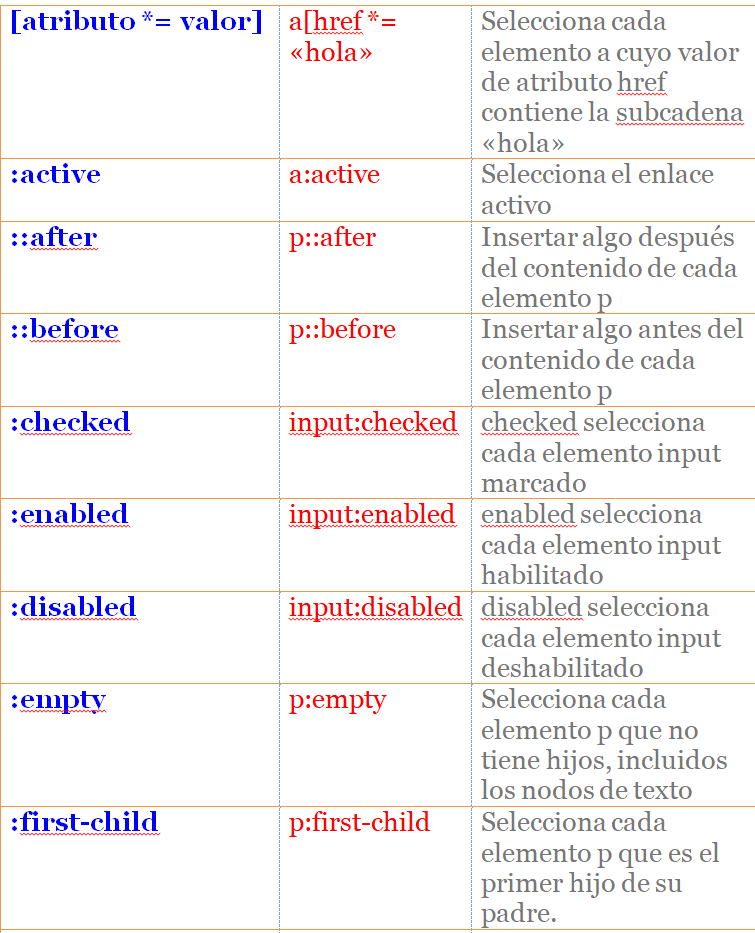 [atributo *= valor] a[href *= Selecciona cada
«hola» elemento a cuyo valor
de atributo href
contiene la subcadena
«hola»
:active a:active Selecciona el enlace
activo
::after p::after Insertar algo después
del contenido de cada
elemento p
::before p::before Insertar algo antes del
contenido de cada
elemento p
:checked input:checked checked selecciona
cada elemento input
marcado
:enabled input:enabled enabled selecciona
cada elemento input
habilitado
:disabled input:disabled disabled selecciona
cada elemento input
deshabilitado
:empty p:empty Selecciona cada
elemento p que no
tiene hijos, incluidos
los nodos de texto
:first-child p:first-child Selecciona cada
elemento p que es el
primer hijo de su
padre.